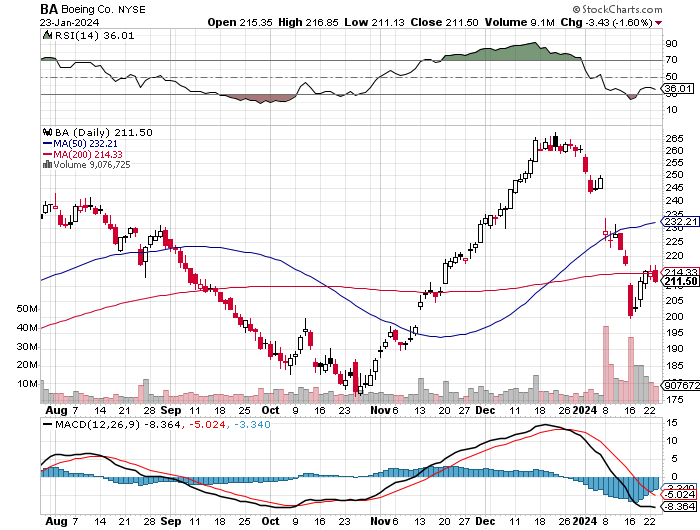 BA Boeing Co. NYSE © StockCharts.com
23-Jan-2024 Open 215.35 High 216.85 Low 211.13 Close 211.50 Volume 9.1M Chg -3.43 (-1.60%)
RSI(14) 36.01
90
70
50
36.01
30
10
BA (Daily) 211.50
MA(50) 232.21
MA(200) 214.33
Volume 9,076,725
265
260
255
250
245
240
235
232.21
230
225
220
214.33
211.50
210
205
200
195
190
185
180
175
50M
40M
30M
20M
10M
907672
Aug 7 14 21 28 Sep 11 18 25 Oct 9 16 23 Nov 6 13 20 27 Dec 11 18 26 2024 8 16 22
MACD(12,26,9) -8.364, -5.024, -3.340
15
10
5
0
-3.340
-5.024
-8.364
Aug 7 14 21 28 Sep 11 18 25 Oct 9 16 23 Nov 6 13 20 27 Dec 11 18 26 2024 8 16 22